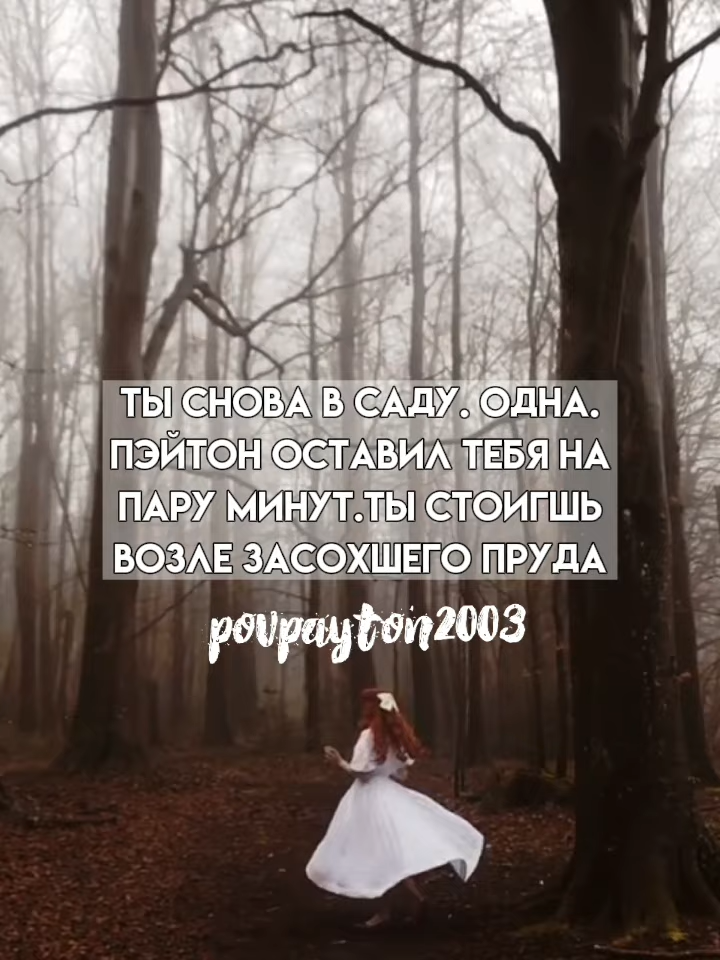 ТЫ СНОВА В САДУ. ОДНА.
ПЭЙТОН ОСТАВИЛ ТЕБЯ НА
ПАРУ МИНУТ.ТЫ СТОИГШЬ
ВОЗЛЕ ЗАСОХШЕГО ПРУДА
povpayton2003